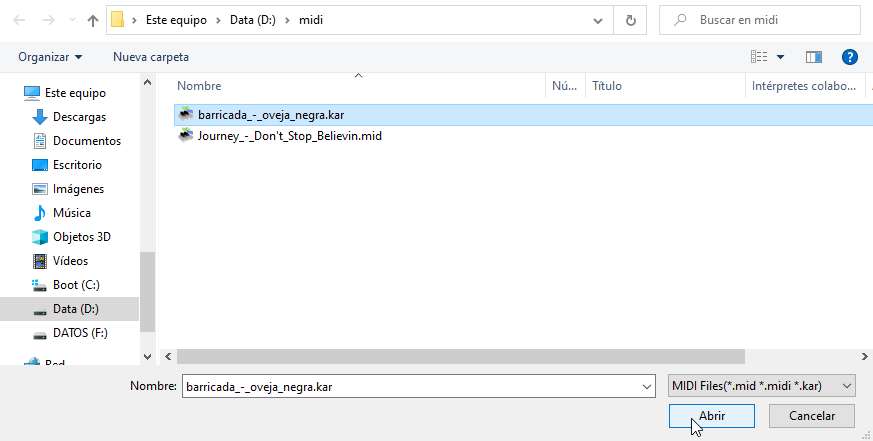 Este equipo > Data (D:) > midi
Buscar en midi
Organizar
Nueva carpeta
?
Nombre
Nú...
Título
Intérpretes colabo...
Este equipo
Descargas
Documentos
Escritorio
Imágenes
Música
Objetos 3D
Vídeos
Boot (C:)
Data (D:)
DATOS (F:)
Red
barricada_-_oveja_negra.kar
Journey_-_Don't_Stop_Believin.mid
Nombre:
barricada_-_oveja_negra.kar
MIDI Files(*.mid *.midi *.kar)
Abrir
Cancelar